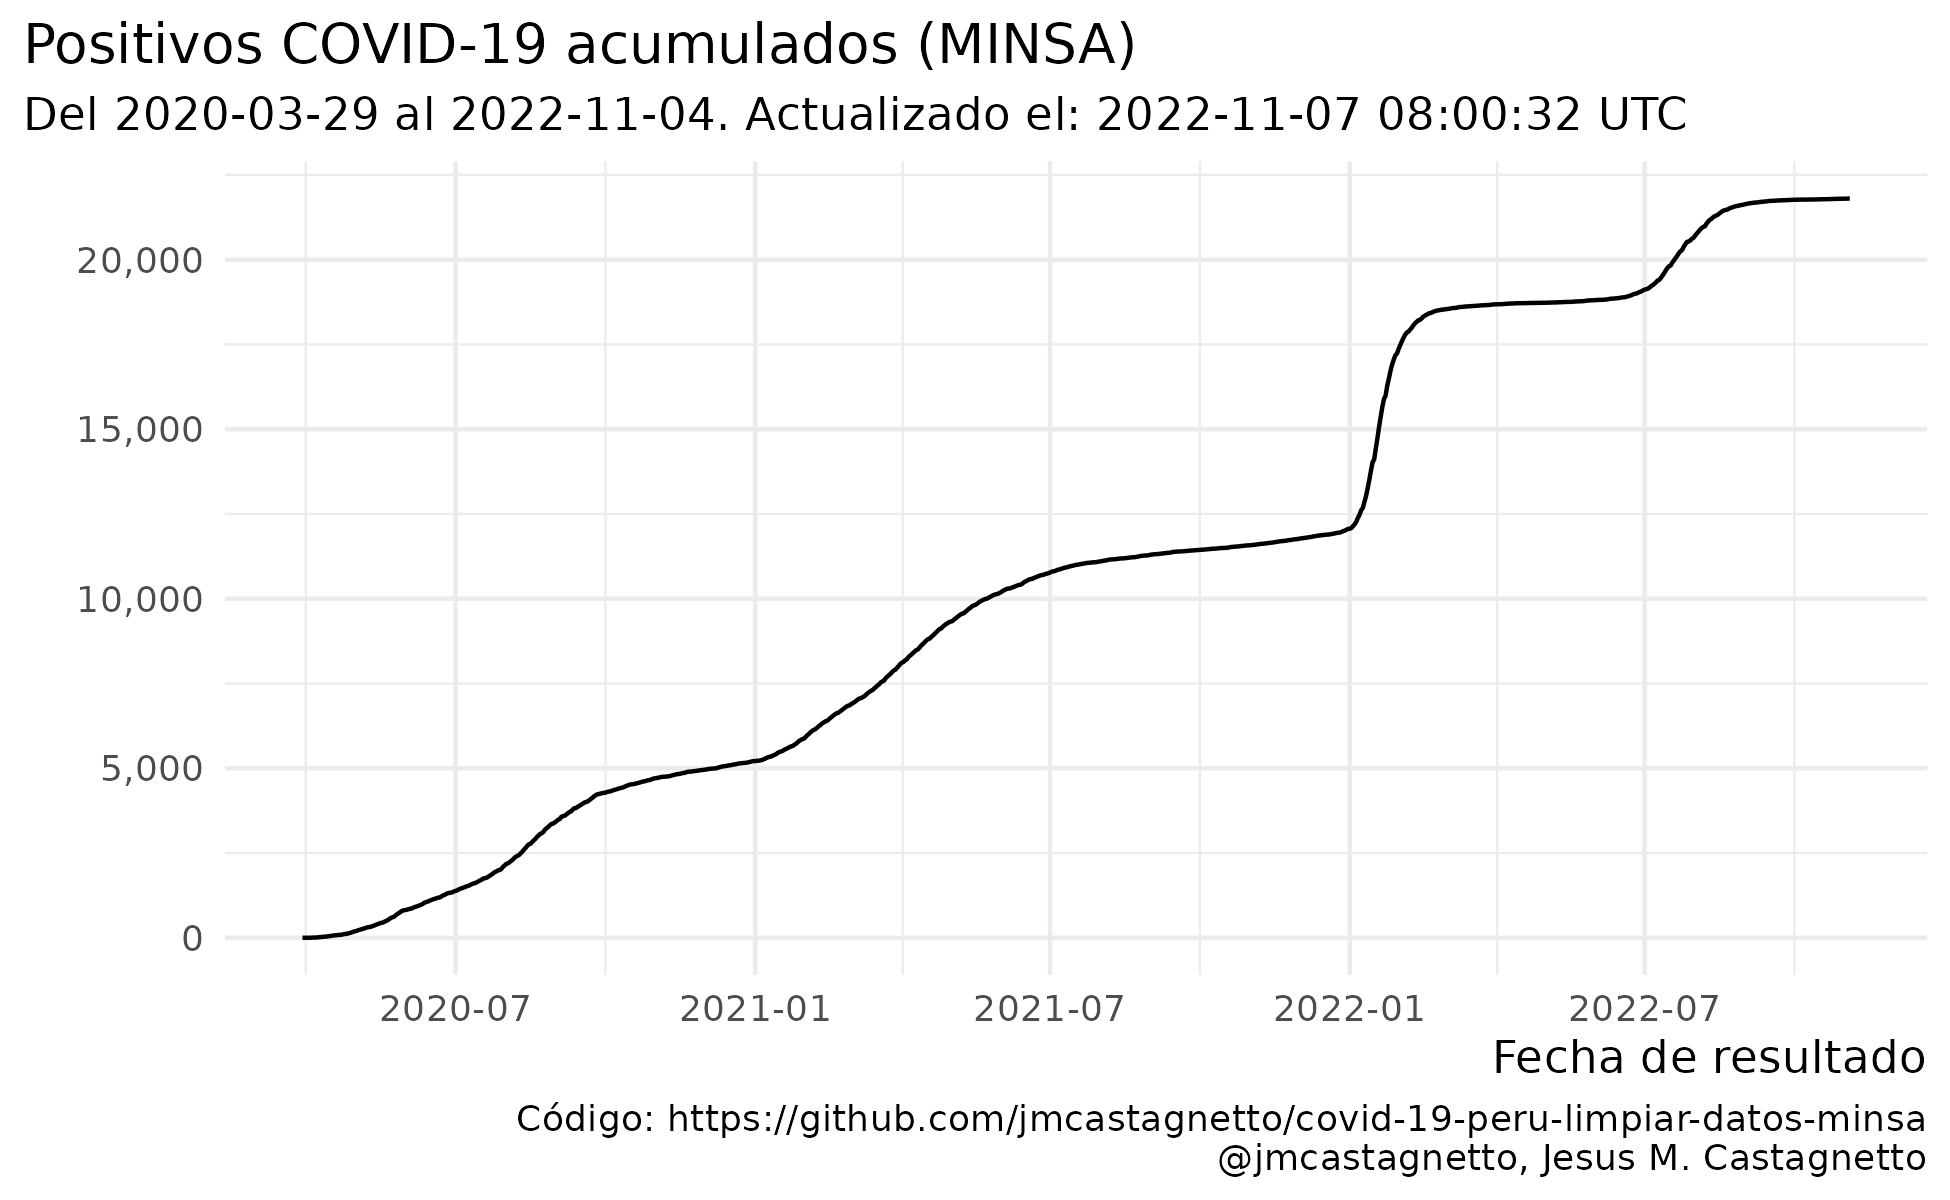 Positivos COVID-19 acumulados (MINSA)
Del 2020-03-29 al 2022-11-04. Actualizado el: 2022-11-07 08:00:32 UTC
20,000
15,000
10,000
5,000
0
2020-07 2021-01 2021-07 2022-01 2022-07
Fecha de resultado
Código: https://github.com/jmcastagnetto/covid-19-peru-limpiar-datos-minsa
@jmcastagnetto, Jesus M. Castagnetto